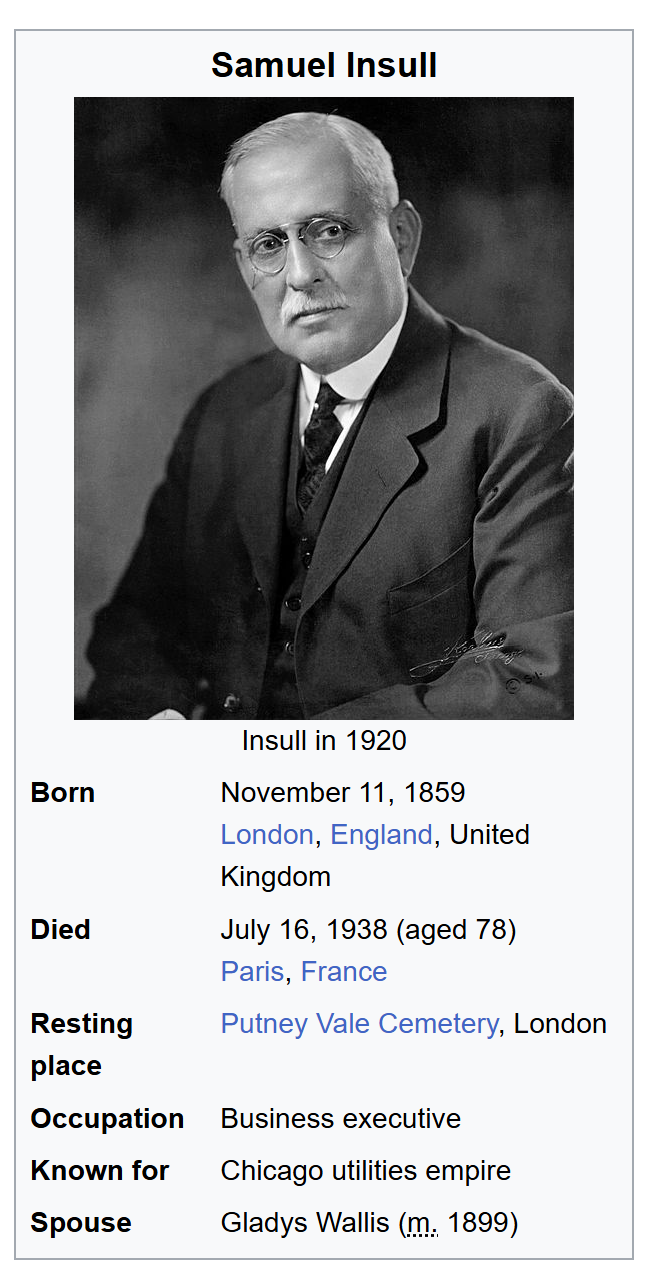 Samuel Insull
Insull in 1920
Born
November 11, 1859
London, England, United
Kingdom
Died
July 16, 1938 (aged 78)
Paris, France
Resting
place
Putney Vale Cemetery, London
Occupation
Business executive
Known for
Chicago utilities empire
Spouse
Gladys Wallis (m. 1899)